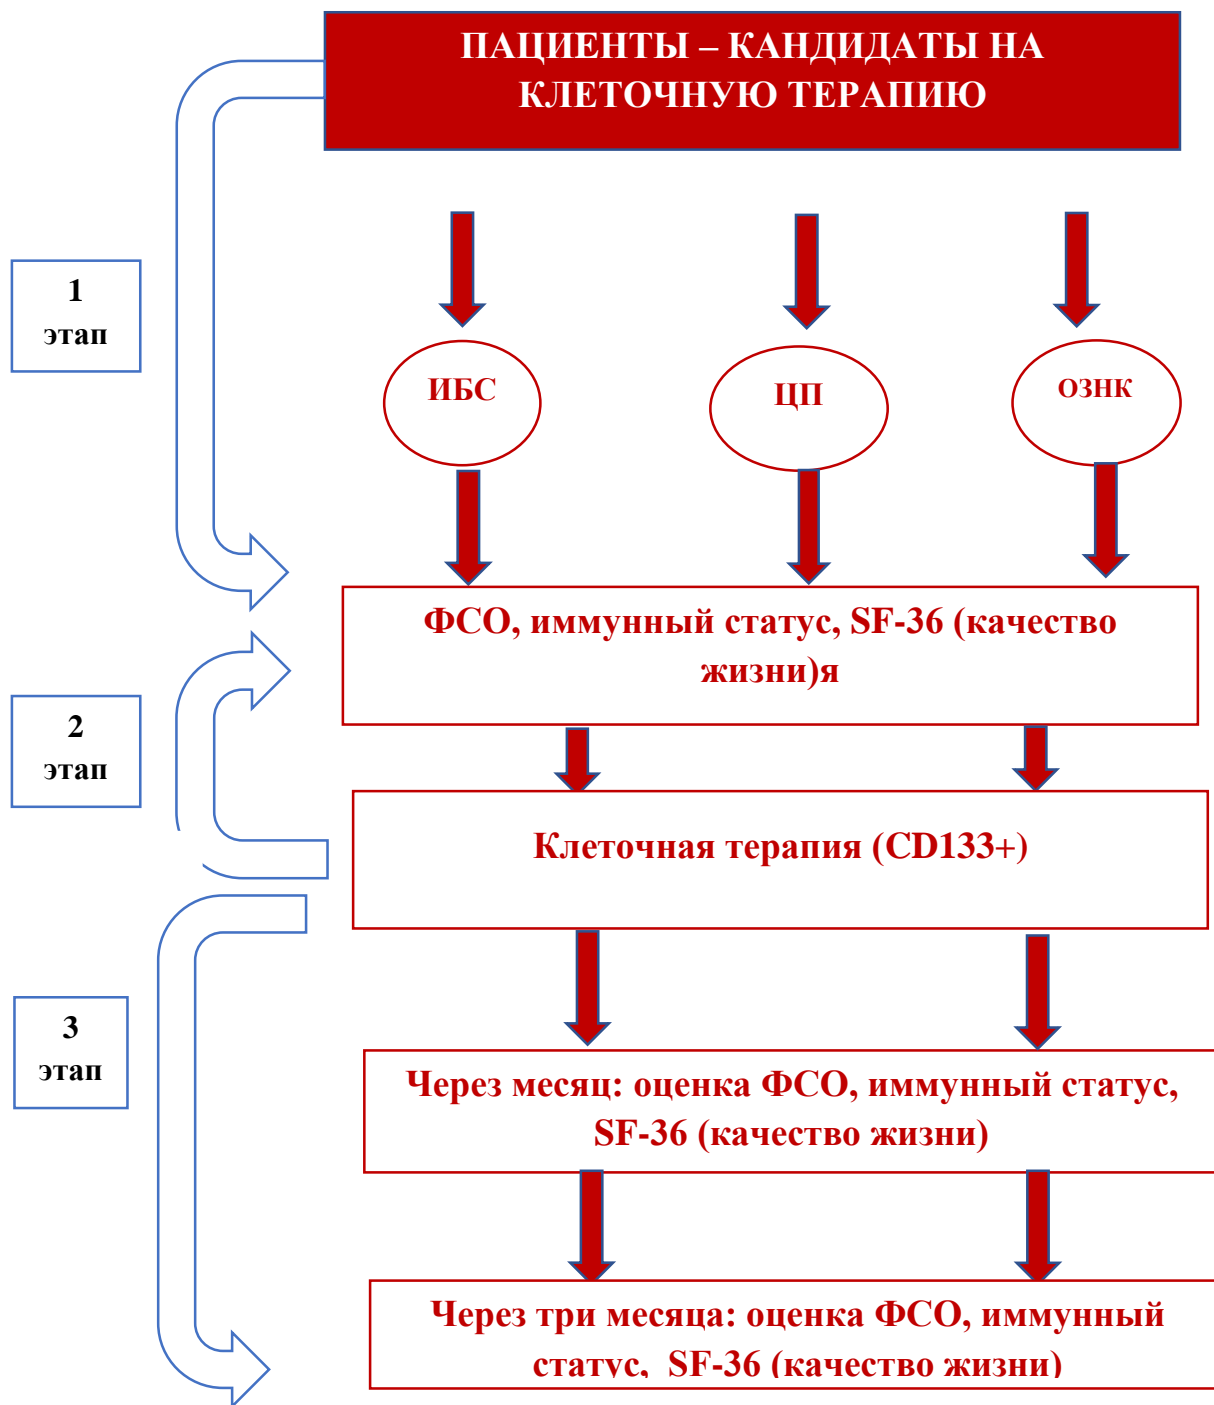 ПАЦИЕНТЫ – КАНДИДАТЫ НА
КЛЕТОЧНУЮ ТЕРАПИЮ
1
этап
ИБС
ЦП
ОЗНК
ФСО, иммунный статус, SF-36 (качество
жизни)я
2
этап
Клеточная терапия (CD133+)
3
этап
Через месяц: оценка ФСО, иммунный статус,
SF-36 (качество жизни)
Через три месяца: оценка ФСО, иммунный
статус, SF-36 (качество жизни)